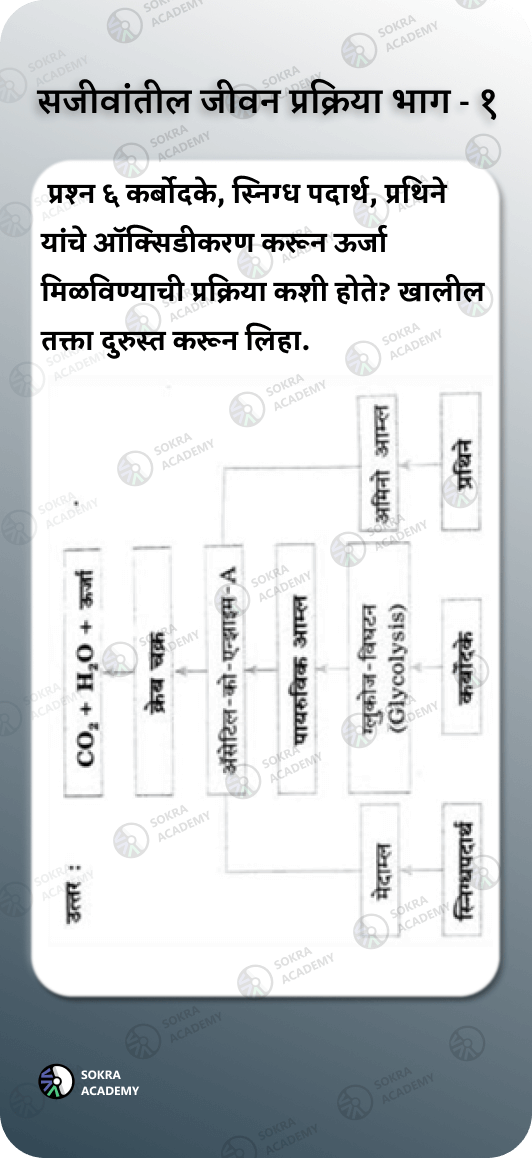 सजीवांतील जीवन प्रक्रिया भाग - १
प्रश्न ६ कर्बोदके, स्निग्ध पदार्थ, प्रथिने
यांचे ऑक्सिडीकरण करून ऊर्जा
मिळविण्याची प्रक्रिया कशी होते? खालील
तक्ता दुरुस्त करून लिहा.
उत्तर :
स्निग्धपदार्थ
कर्बोदके
प्रथिने
मेदाम्ल
ग्लुकोज-विघटन
(Glycolysis)
अमिनो आम्ल
पायरुविक आम्ल
ॲसेटिल-को-एन्झाइम-A
क्रेब चक्र
CO₂ + H₂O + ऊर्जा
SOKRA
ACADEMY